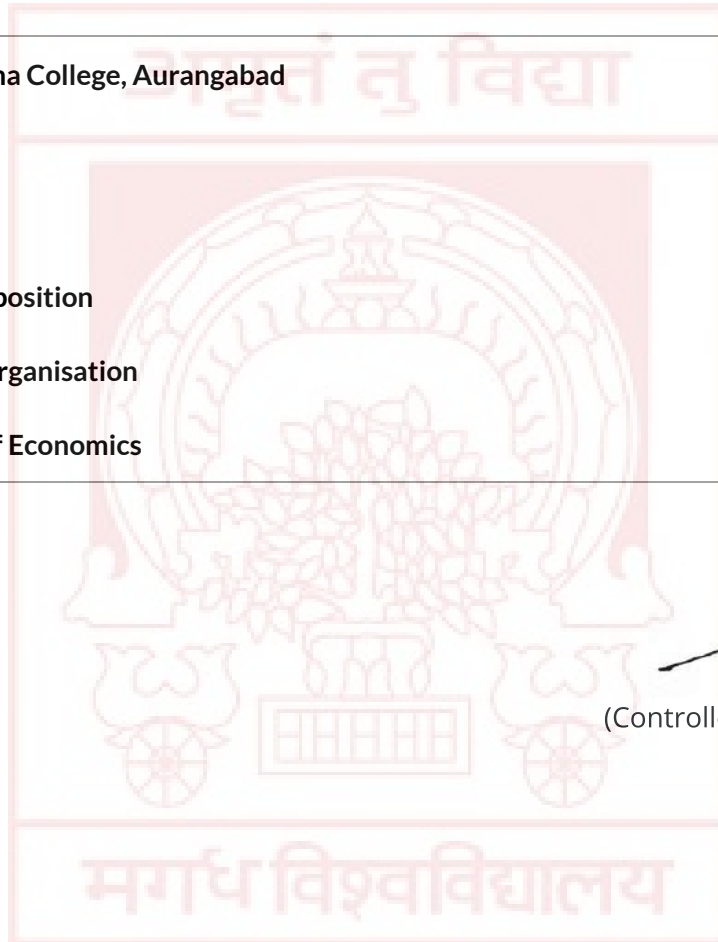 अमृतं तु विद्या
na College, Aurangabad
position
rganisation
f Economics
(Controll
मगध विश्वविद्यालय